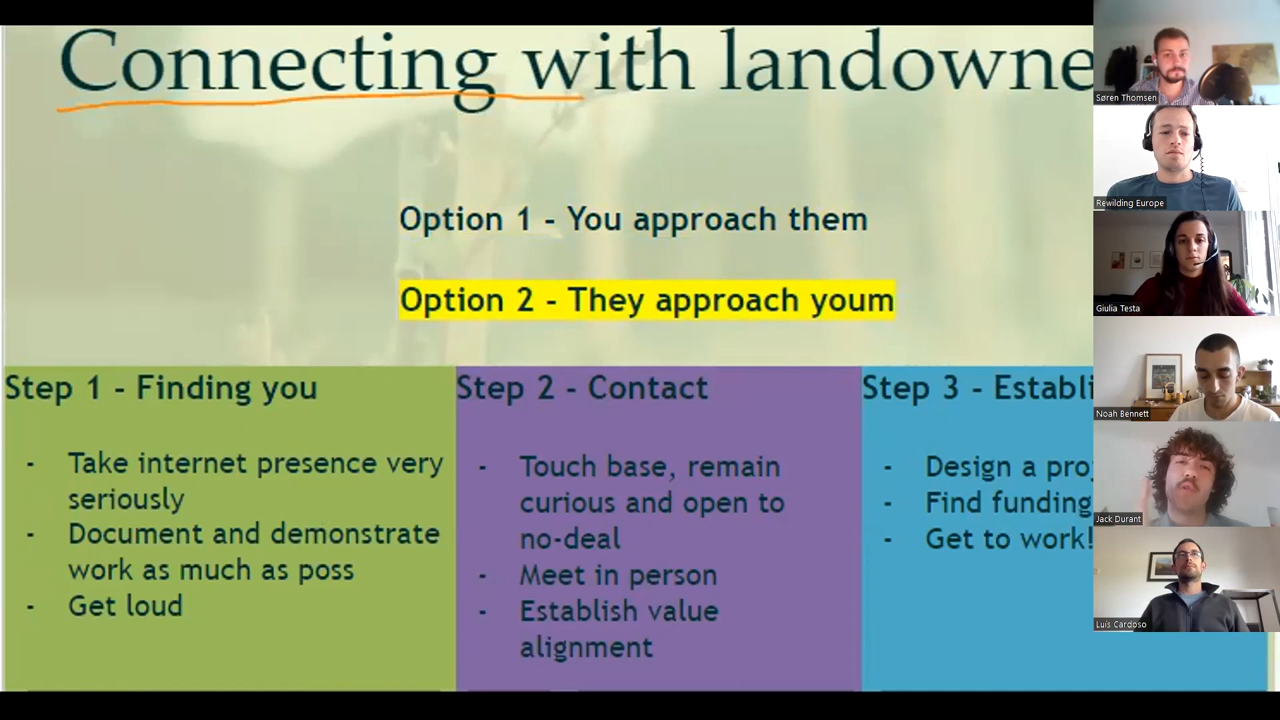 Connecting with landowne
Option 1 - You approach them
Option 2 - They approach youm
Step 1 - Finding you
- Take internet presence very
seriously
- Document and demonstrate
work as much as poss
- Get loud
Step 2 - Contact
- Touch base, remain
curious and open to
no-deal
- Meet in person
- Establish value
alignment
Step 3 - Establi
- Design a pro
- Find funding
- Get to work!
Søren Thomsen
Rewilding Europe
Giulia Testa
Noah Bennett
Jack Durant
Luís Cardoso